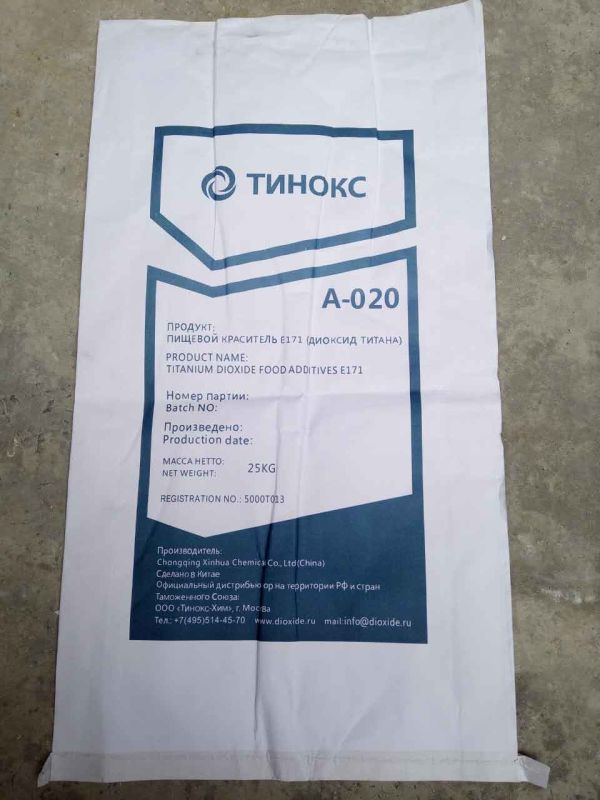 ТИНОКС
A-020
ПРОДУКТ:
ПИЩЕВОЙ КРАСИТЕЛЬ E171 (ДИОКСИД ТИТАНА)
PRODUCT NAME:
TITANIUM DIOXIDE FOOD ADDITIVES E171
Номер партии:
Batch NO:
Произведено:
Production date:
МАССА НЕТТО:
NET WEIGHT: 25KG
REGISTRATION NO.: 5000T013
Производитель:
Chongqing Xinhua Chemical Co., Ltd(China)
Сделано в Китае
Официальный дистрибьютор на территории РФ и стран
Таможенного Союза:
ООО «Тинокс-Хим», г. Москва
Тел.: +7(495)514-45-70 www.dioxide.ru mail:info@dioxide.ru